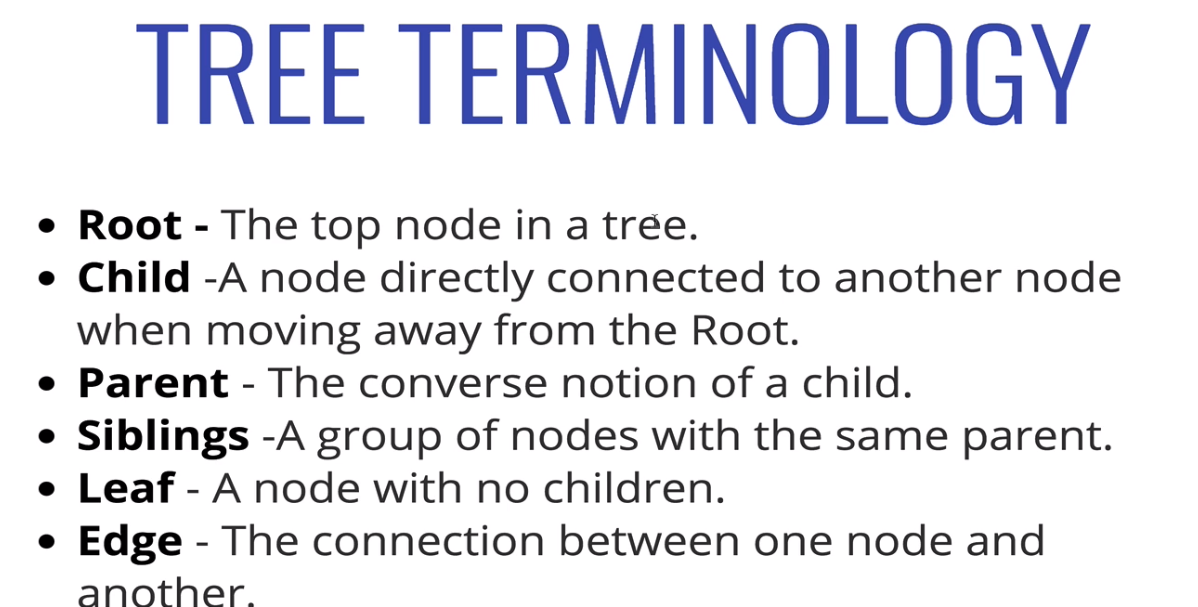 TREE TERMINOLOGY
• Root - The top node in a tree.
• Child -A node directly connected to another node
when moving away from the Root.
• Parent - The converse notion of a child.
• Siblings -A group of nodes with the same parent.
• Leaf - A node with no children.
• Edge - The connection between one node and
another.